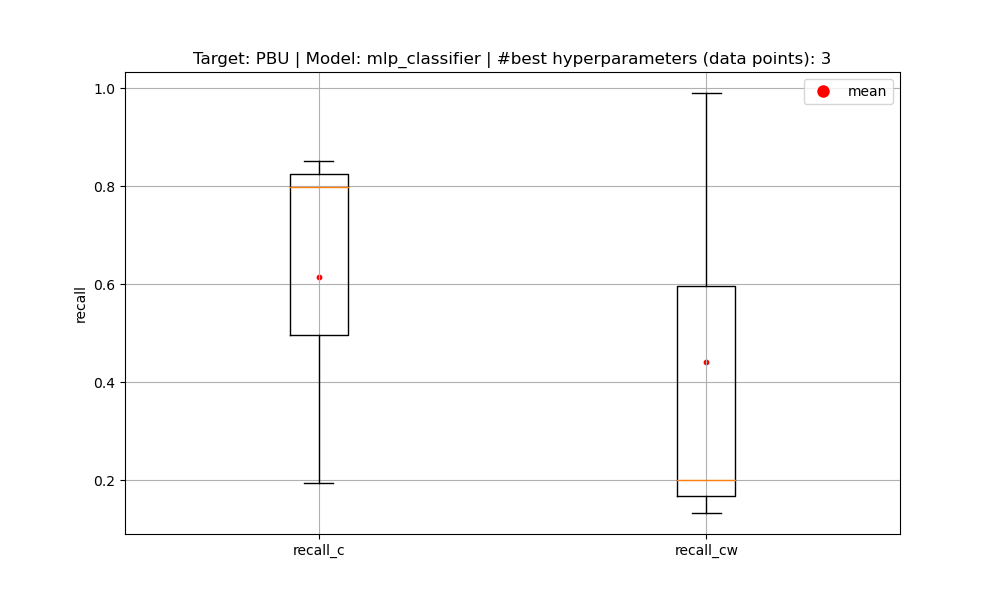 Target: PBU | Model: mlp_classifier | #best hyperparameters (data points): 3
mean
1.0
0.8
0.6
0.4
0.2
recall
recall_c
recall_cw